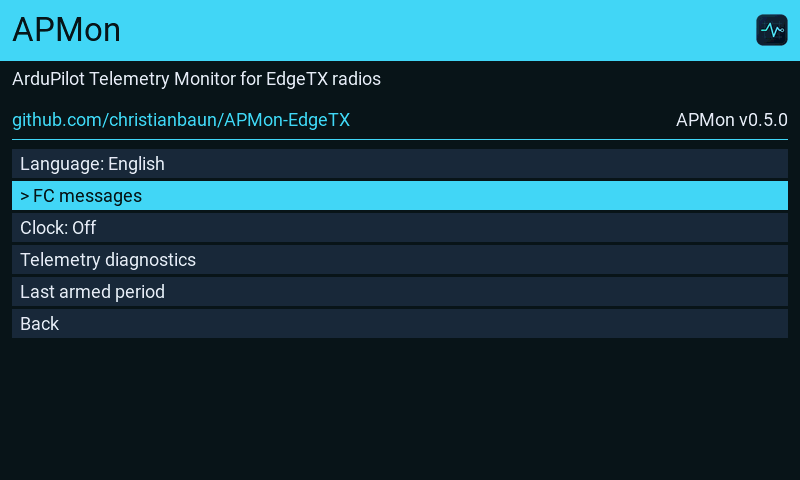 APMon
ArduPilot Telemetry Monitor for EdgeTX radios
github.com/christianbaun/APMon-EdgeTX APMon v0.5.0
Language: English
> FC messages
Clock: Off
Telemetry diagnostics
Last armed period
Back